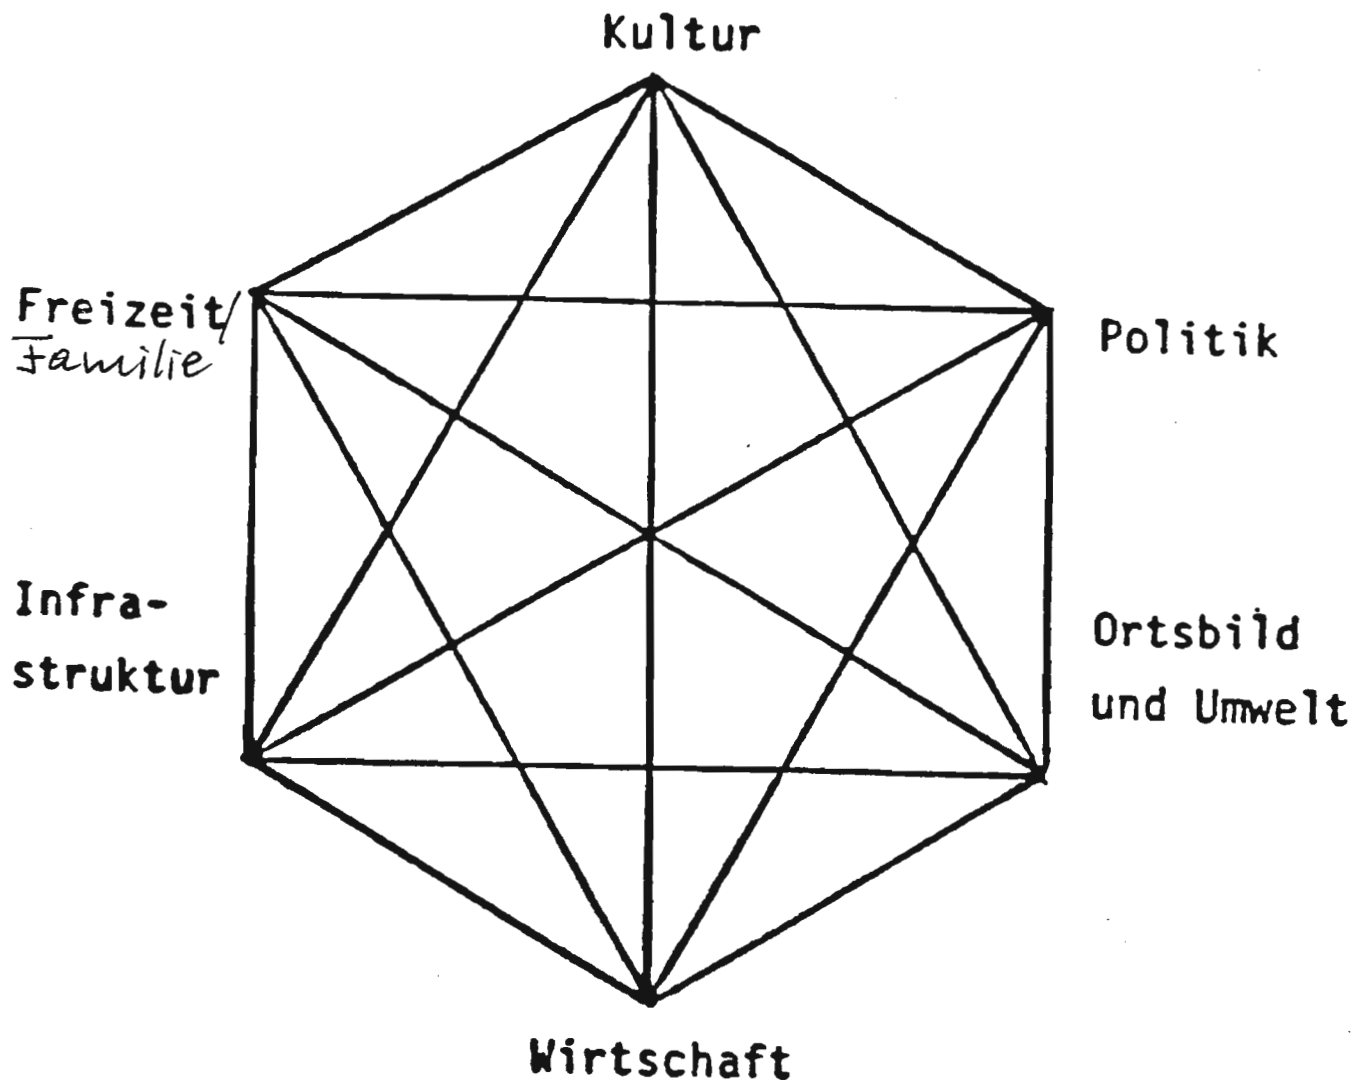 Kultur
Freizeit/
Familie
Politik
Infra-
struktur
Ortsbild
und Umwelt
Wirtschaft